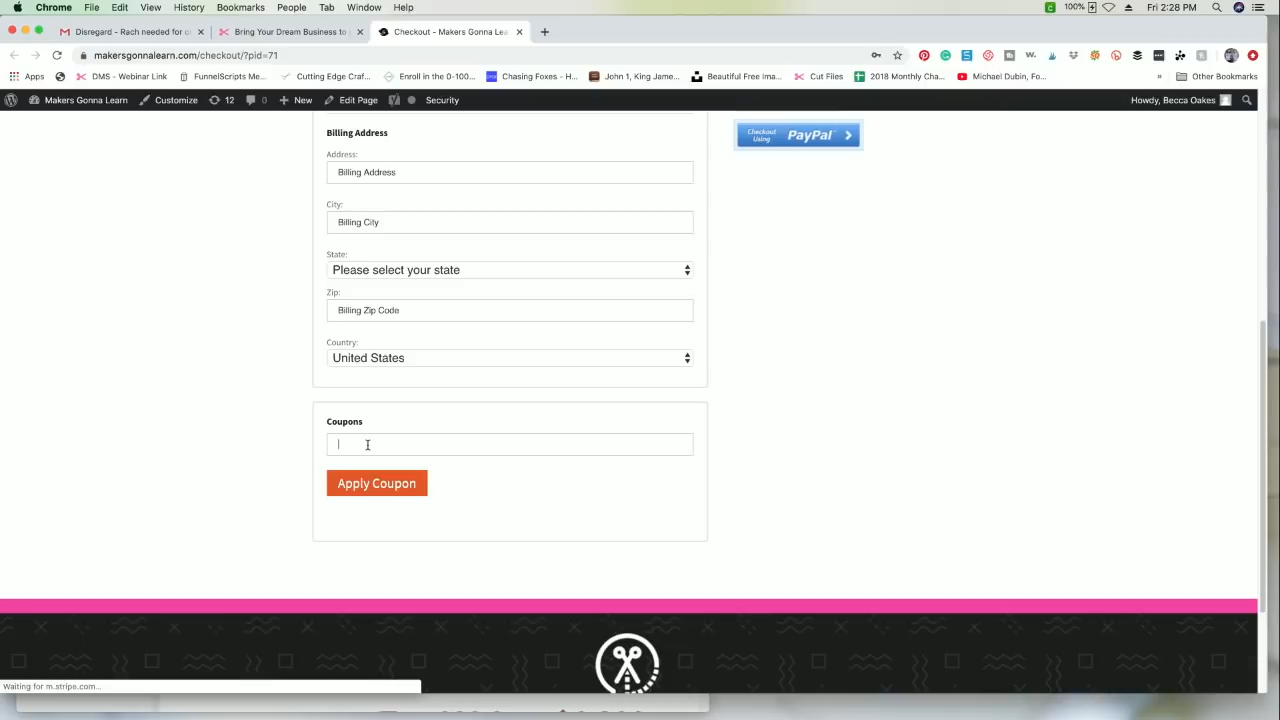 Chrome File Edit View History Bookmarks People Tab Window Help 100% Fri 2:28 PM
Disregard - Rach needed for o
Bring Your Dream Business to
Checkout - Makers Gonna Lea
makersgonnalearn.com/checkout/?pid=71
Apps DMS - Webinar Link FunnelScripts Me... Cutting Edge Craf... Enroll in the 0-100... Chasing Foxes - H... John 1, King Jame... Beautiful Free Ima... Cut Files 2018 Monthly Cha... Michael Dubin, Fo... » Other Bookmarks
Makers Gonna Learn Customize 12 0 New Edit Page Security Howdy, Becca Oakes
Billing Address
Address:
Billing Address
City:
Billing City
State:
Please select your state
Zip:
Billing Zip Code
Country:
United States
Coupons
Apply Coupon
Checkout
Using
PayPal
Waiting for m.stripe.com...